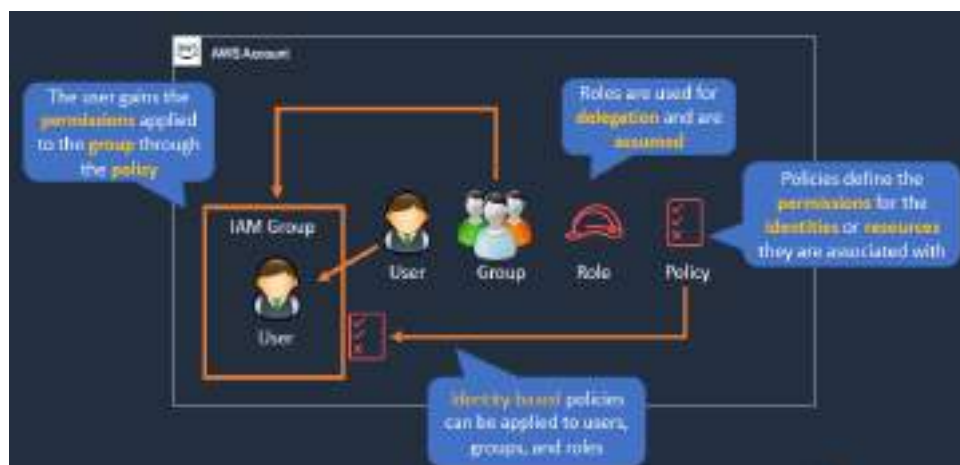 aws
AWS Account
The user gains the
permissions applied
to the group through
the policy
Roles are used for
delegation and are
assumed
Policies define the
permissions for the
identities or resources
they are associated with
IAM Group
User
User
Group
Role
Policy
Identity-based policies
can be applied to users,
groups, and roles